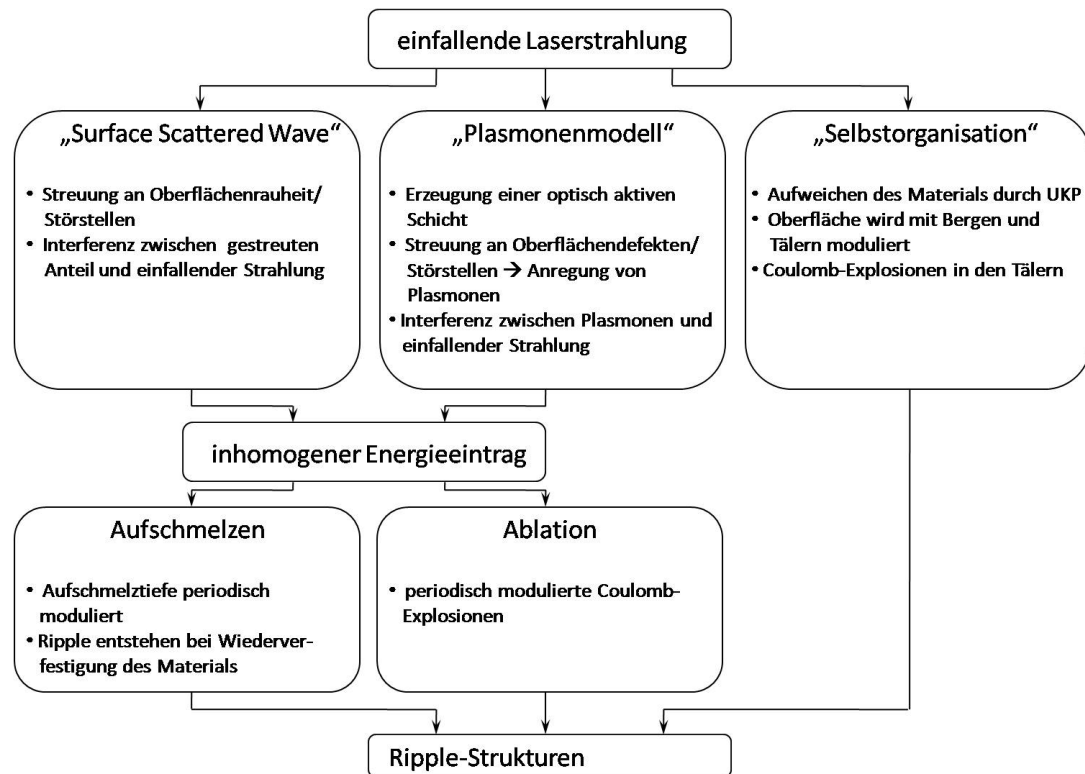 einfallende Laserstrahlung
„Surface Scattered Wave“
• Streuung an Oberflächenrauheit/
Störstellen
• Interferenz zwischen gestreuten
Anteil und einfallender Strahlung
„Plasmonenmodell“
• Erzeugung einer optisch aktiven
Schicht
• Streuung an Oberflächendefekten/
Störstellen → Anregung von
Plasmonen
• Interferenz zwischen Plasmonen und
einfallender Strahlung
„Selbstorganisation“
• Aufweichen des Materials durch UKP
• Oberfläche wird mit Bergen und
Tälern moduliert
• Coulomb-Explosionen in den Tälern
inhomogener Energieeintrag
Aufschmelzen
• Aufschmelztiefe periodisch
moduliert
• Ripple entstehen bei Wiederver-
festigung des Materials
Ablation
• periodisch modulierte Coulomb-
Explosionen
Ripple-Strukturen